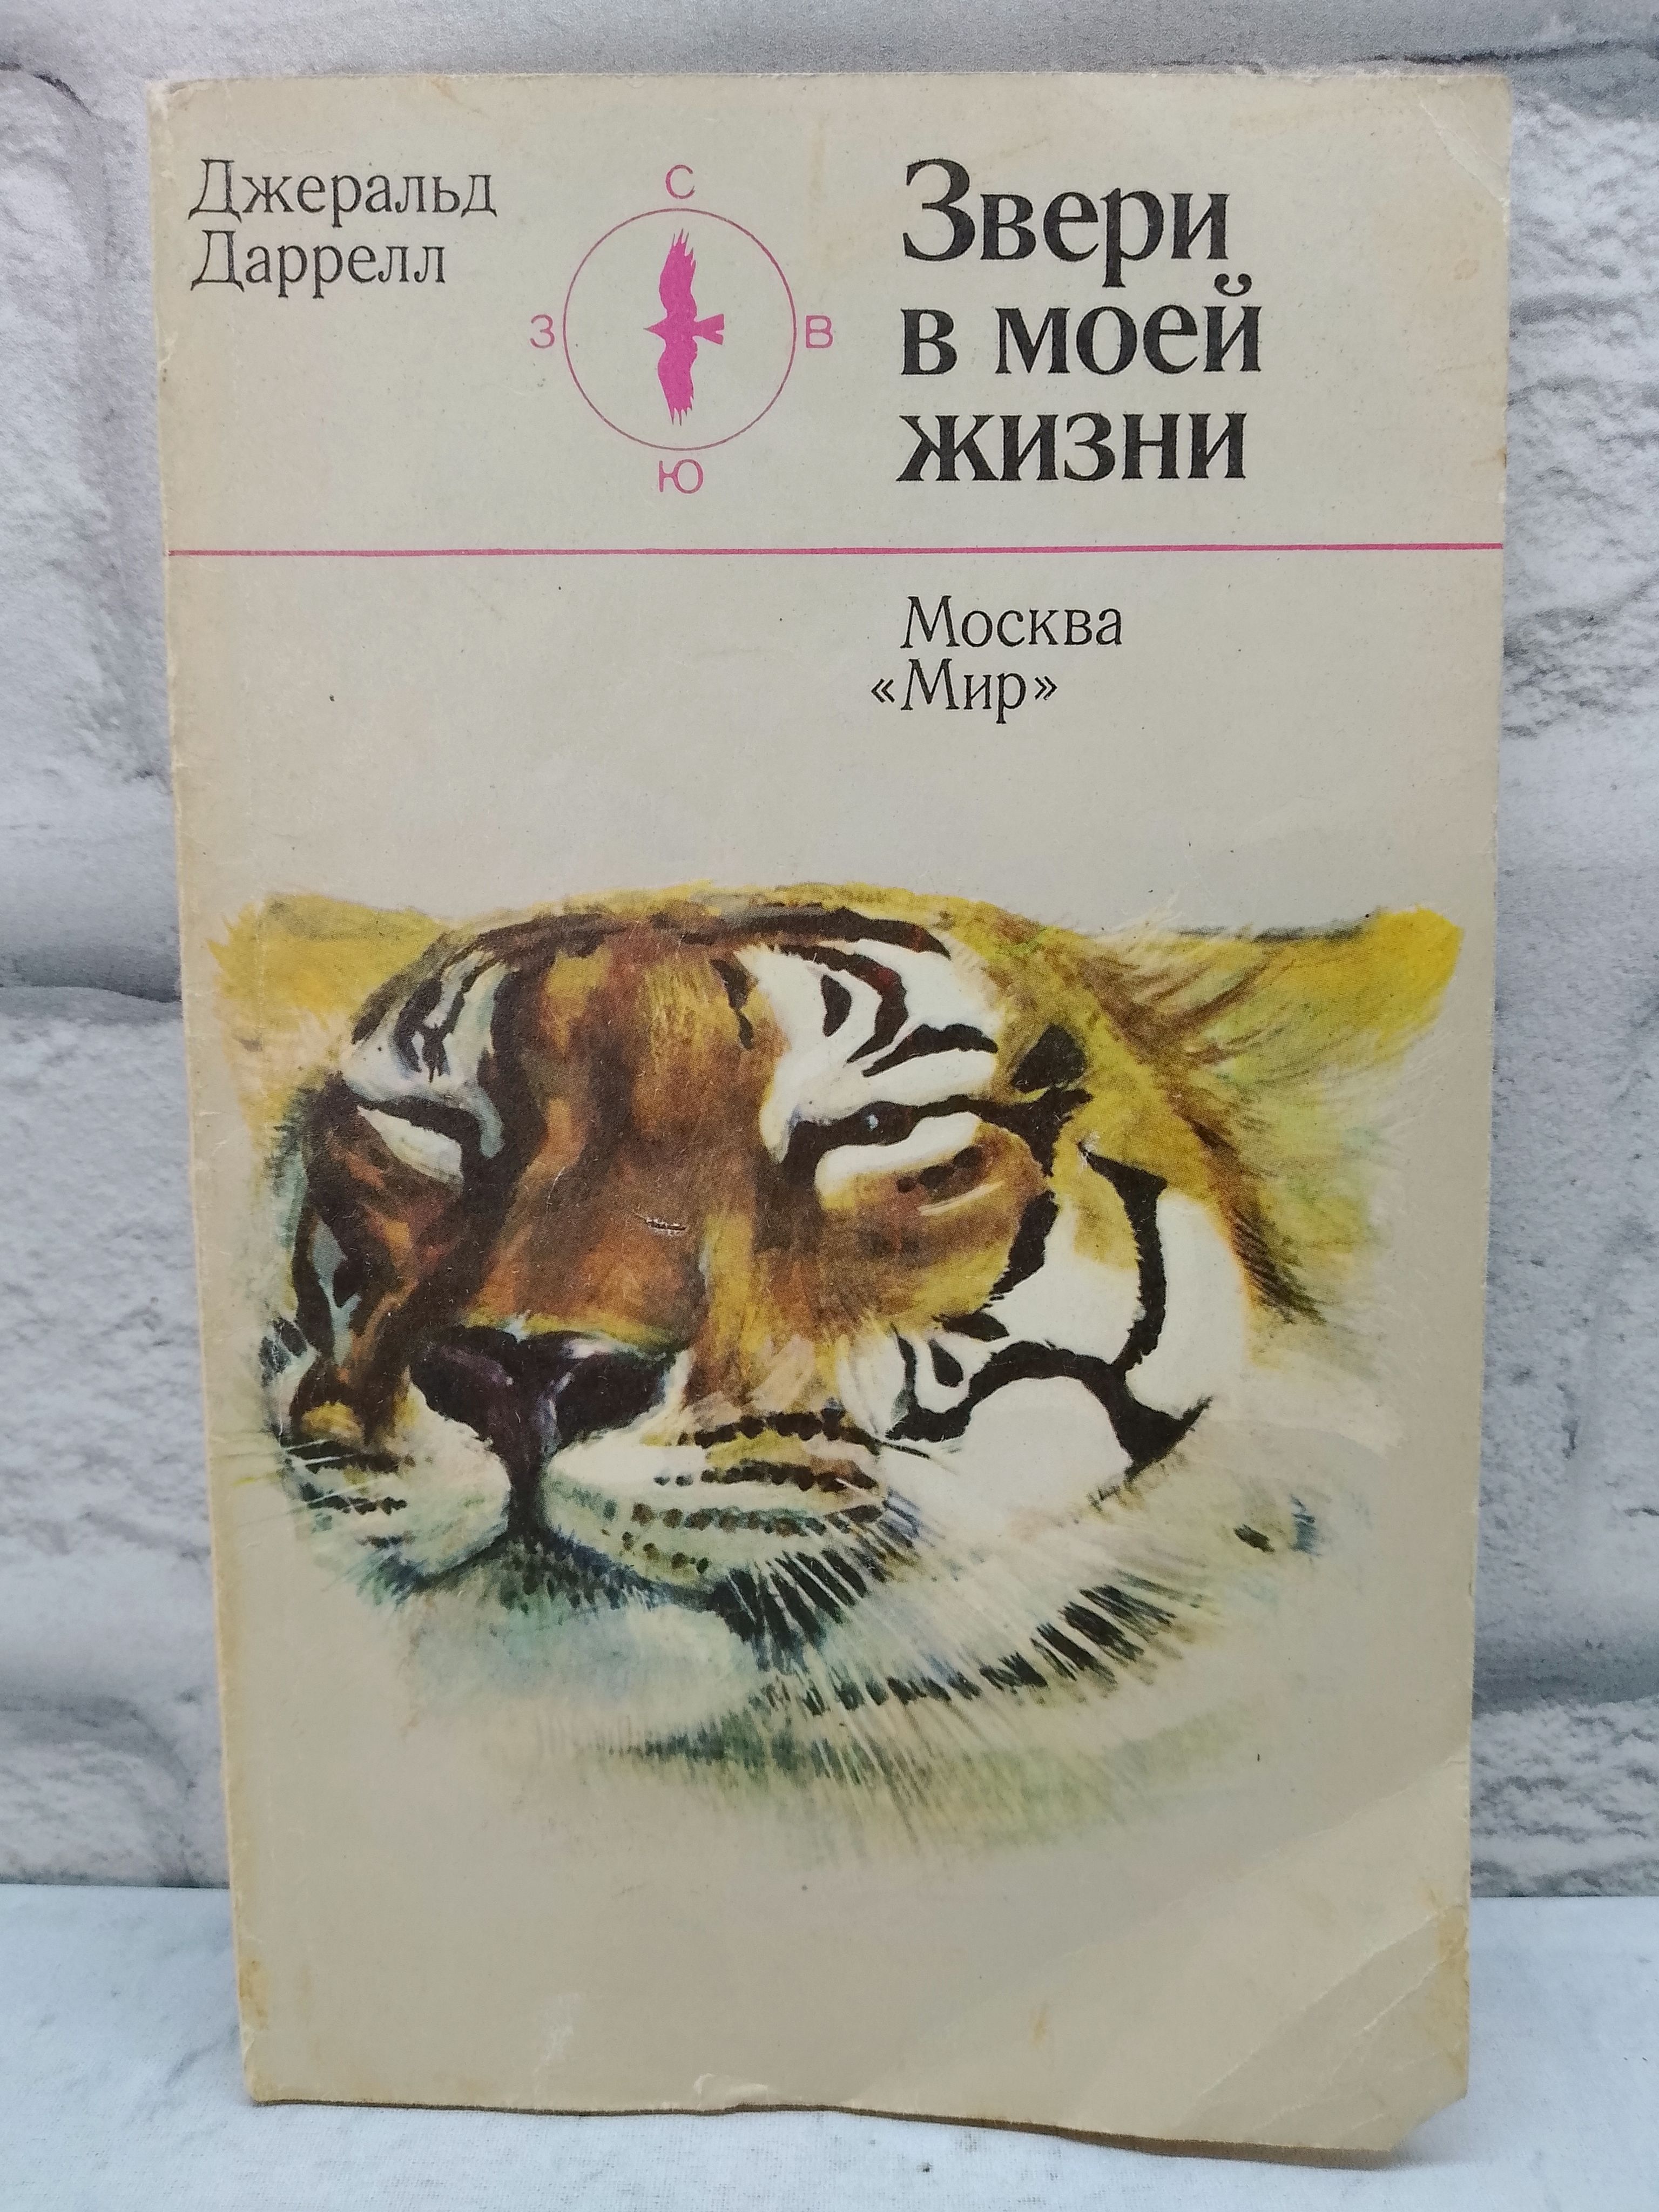 Джеральд
Даррелл
С
З
В
Ю
Звери
в моей
жизни
Москва
«Мир»